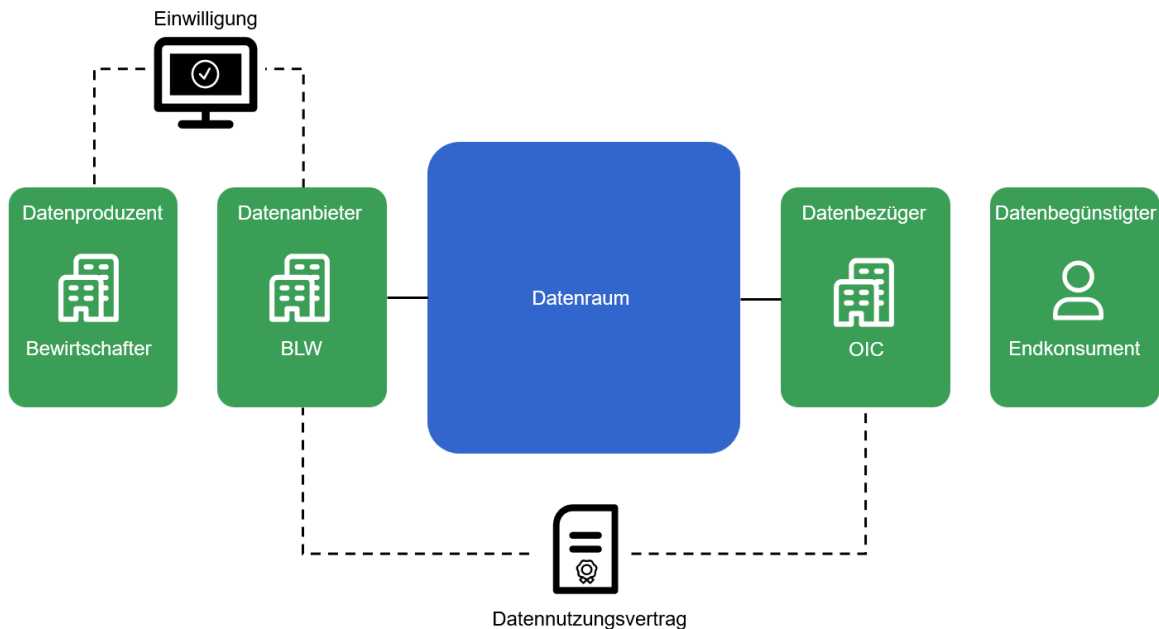 Einwilligung
Datenproduzent
Bewirtschafter
Datenanbieter
BLW
Datenraum
Datenbezüger
OIC
Datenbegünstigter
Endkonsument
Datennutzungsvertrag